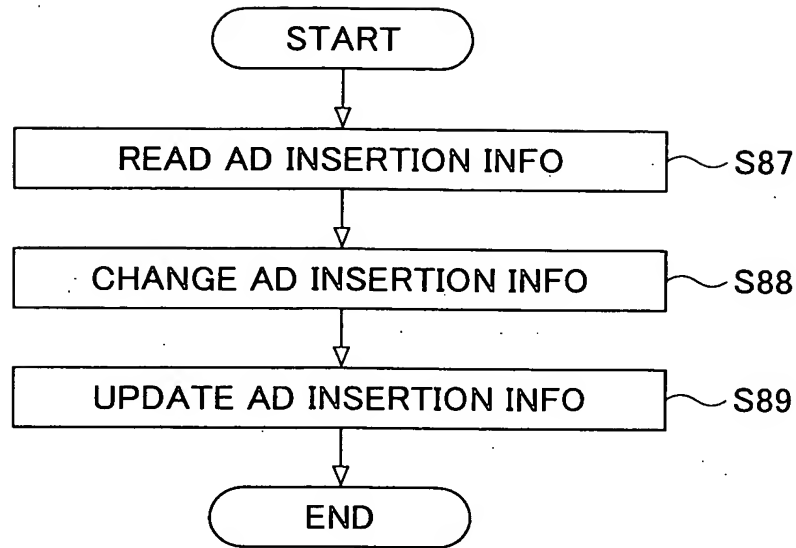 START
READ AD INSERTION INFO S87
CHANGE AD INSERTION INFO S88
UPDATE AD INSERTION INFO S89
END